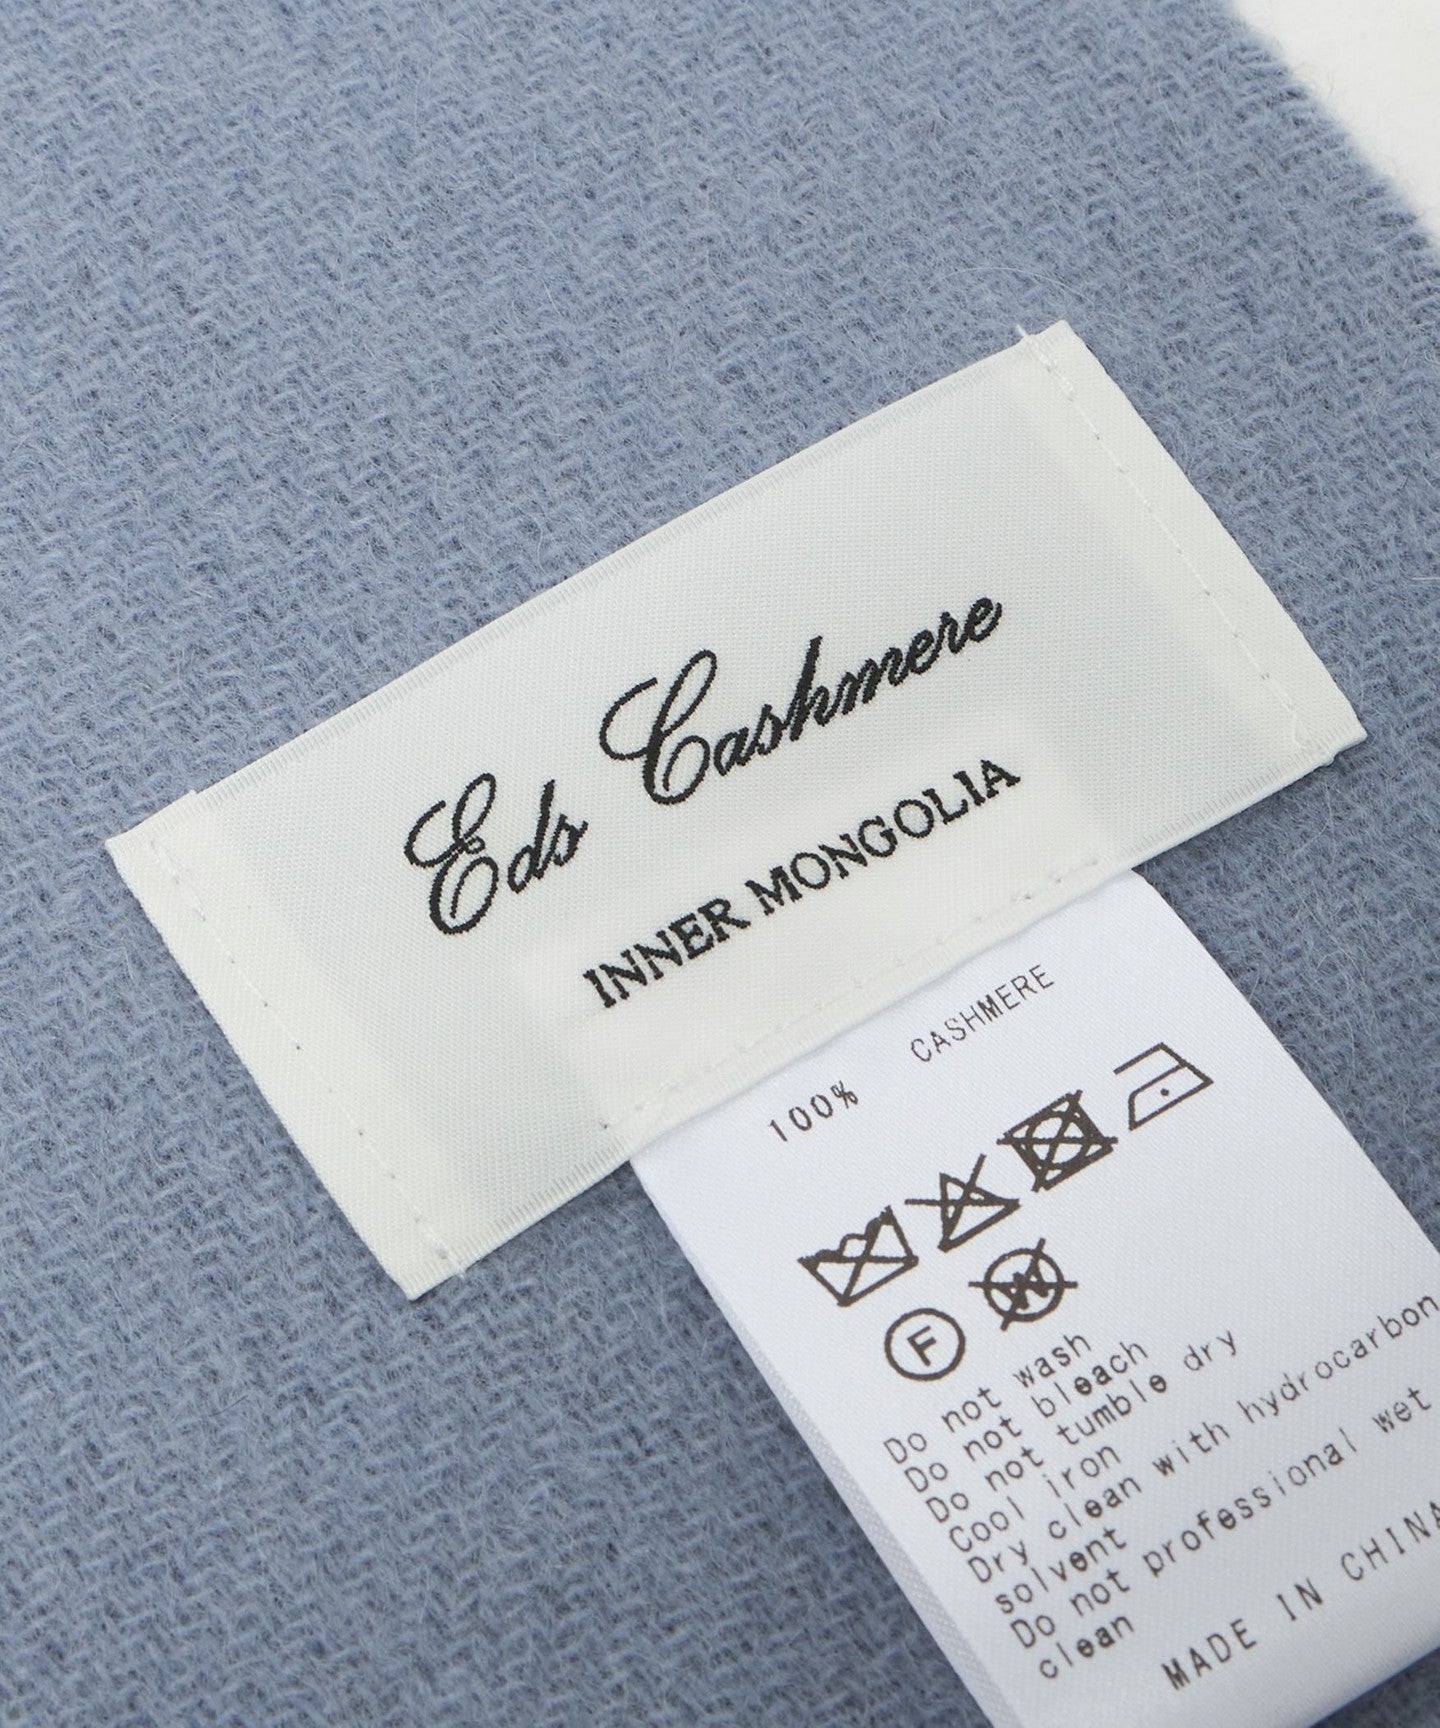 Eds Cashmere
INNER MONGOLIA
100% CASHMERE
F W
Do not wash
Do not bleach
Do not tumble dry
Cool iron
Dry clean with hydrocarbon
solvent
Do not professional wet
clean
MADE IN CHINA